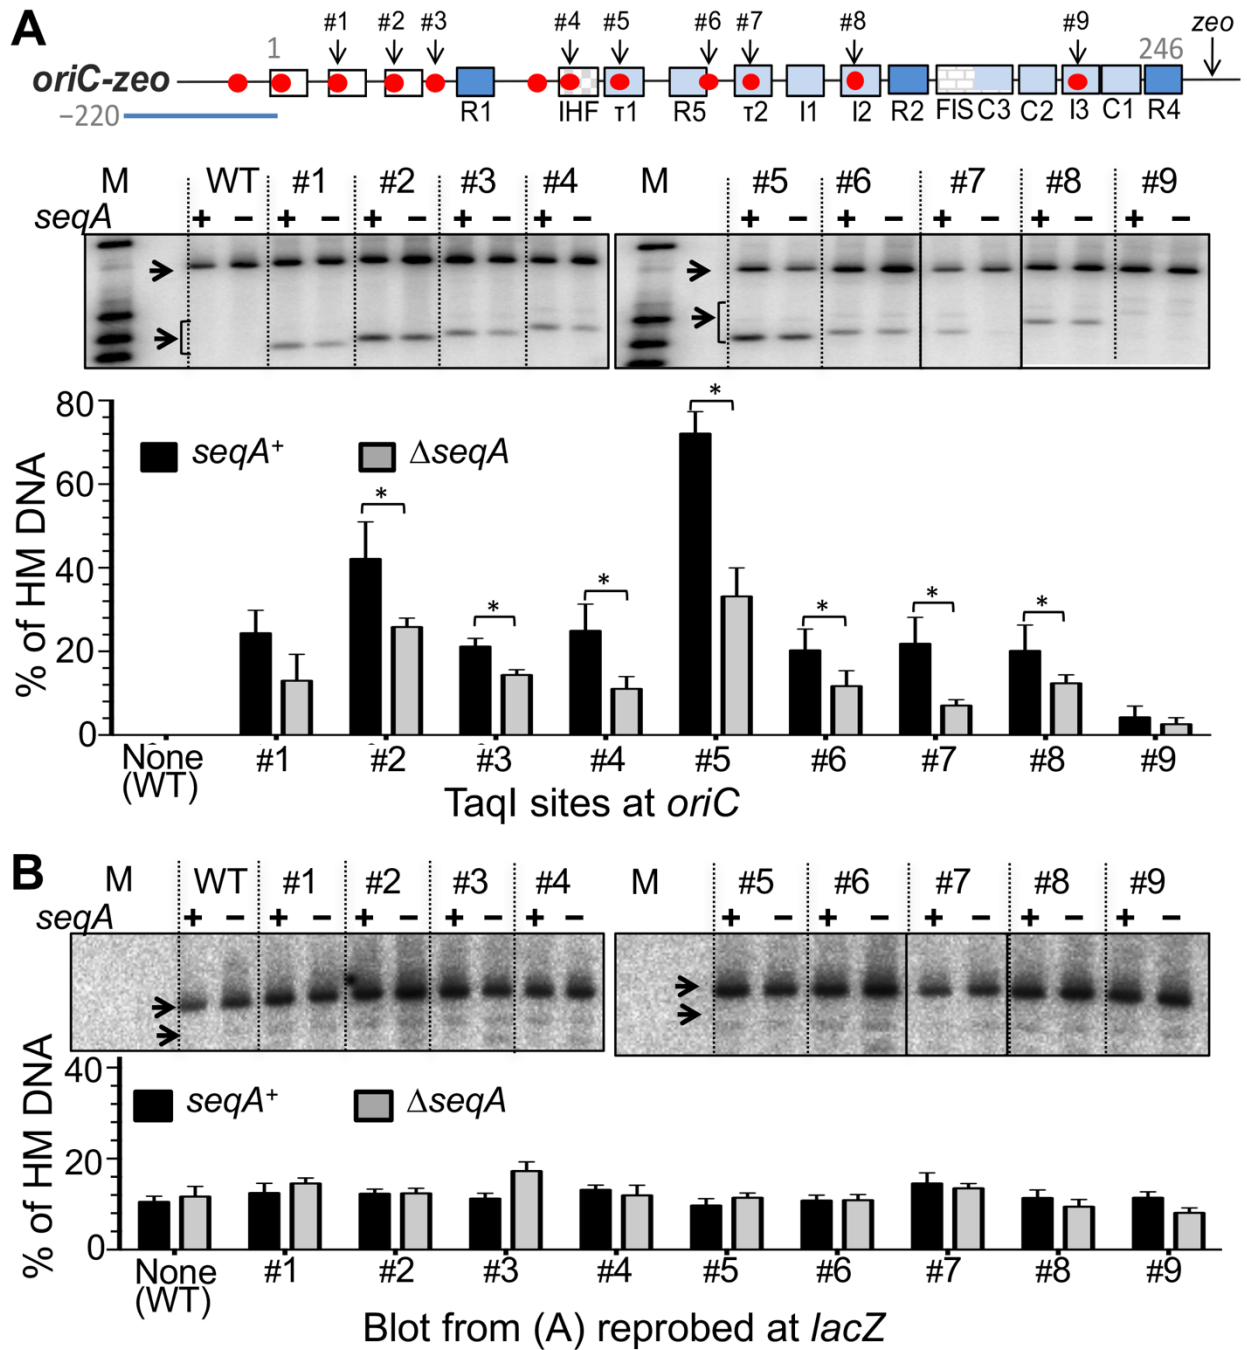 A
#1 #2 #3 #4 #5 #6 #7 #8 #9 zeo
1 246
oriC-zeo
−220
R1 IHF τ1 R5 τ2 I1 I2 R2 FIS C3 C2 I3 C1 R4
M WT #1 #2 #3 #4 M #5 #6 #7 #8 #9
seqA + − + − + − + − + − + − + − + − + − + −
% of HM DNA
80
60
40
20
0
seqA+ ΔseqA
* * * * * * *
None (WT) #1 #2 #3 #4 #5 #6 #7 #8 #9
TaqI sites at oriC
B
M WT #1 #2 #3 #4 M #5 #6 #7 #8 #9
seqA + − + − + − + − + − + − + − + − + − + −
% of HM DNA
40
20
0
seqA+ ΔseqA
None (WT) #1 #2 #3 #4 #5 #6 #7 #8 #9
Blot from (A) reprobed at lacZ